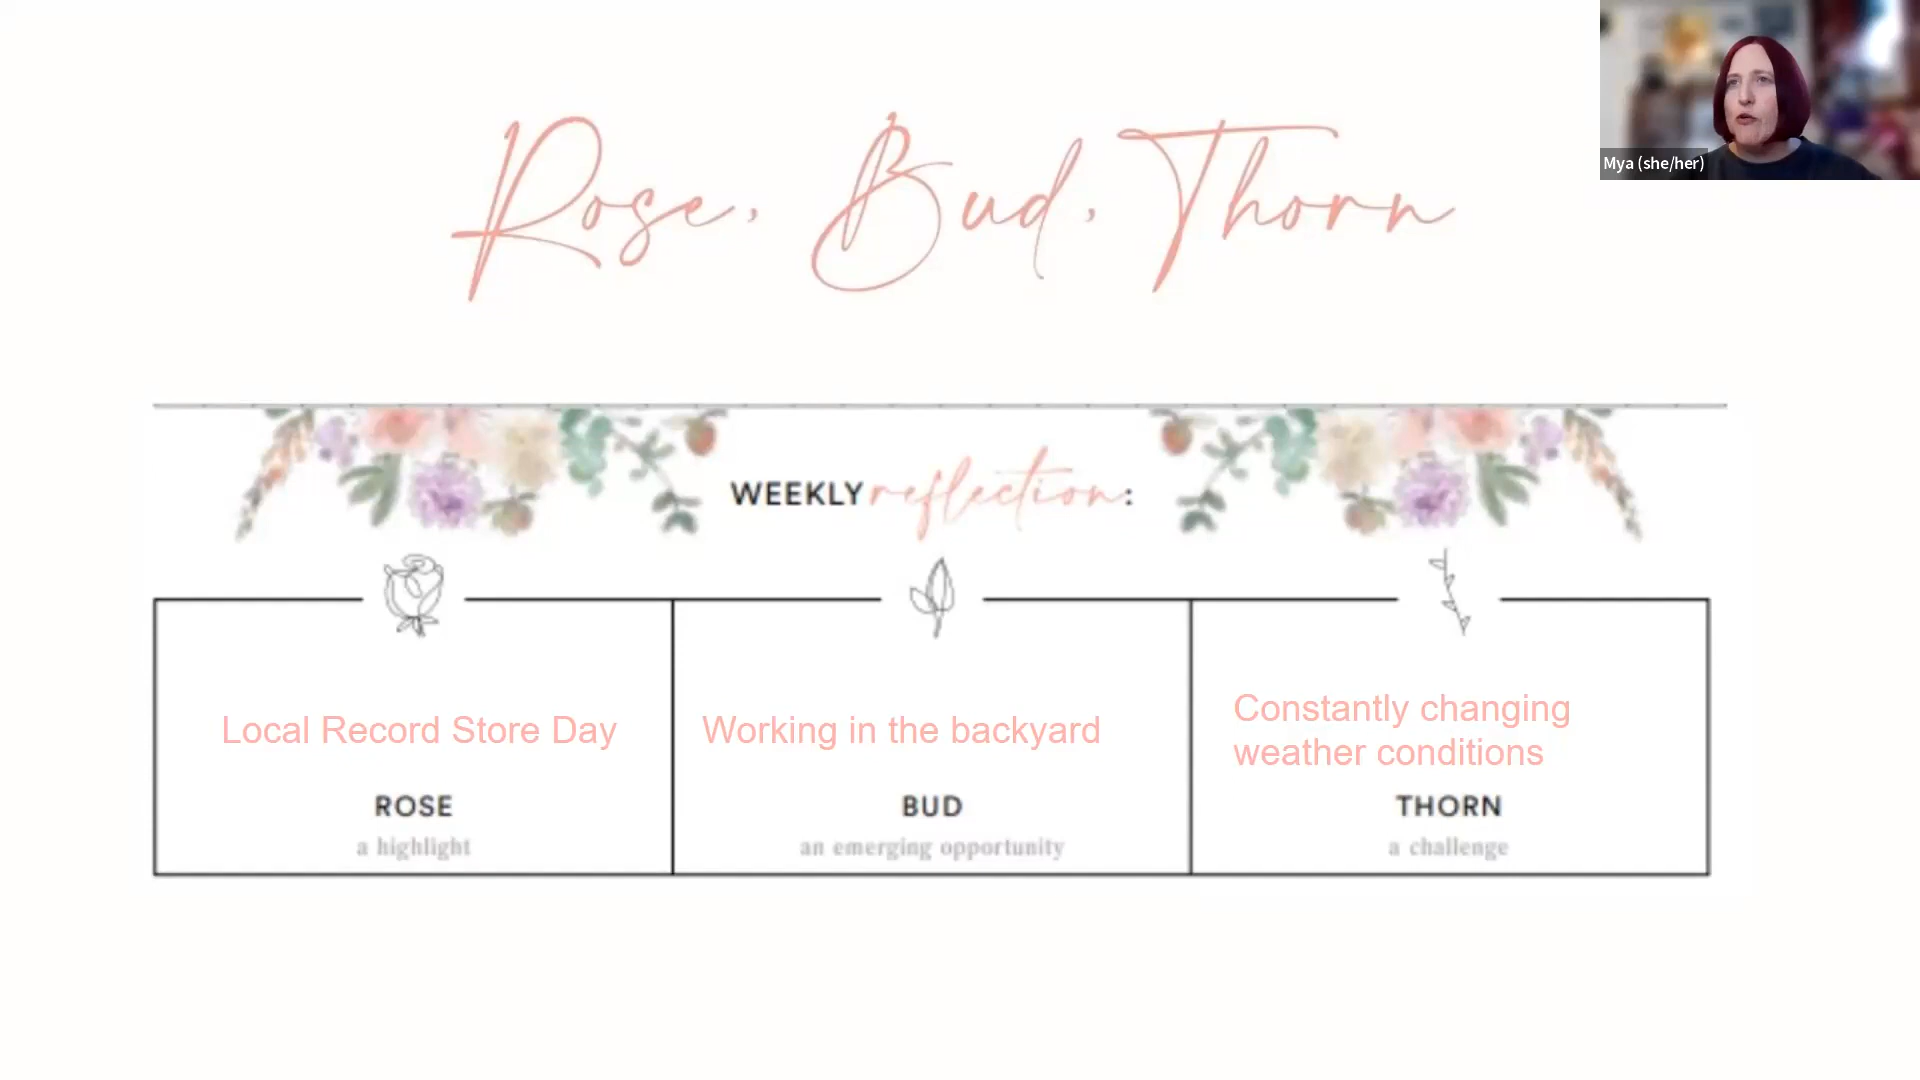 Rose, Bud, Thorn
Mya (she/her)
WEEKLY reflection:
Local Record Store Day
ROSE
a highlight
Working in the backyard
BUD
an emerging opportunity
Constantly changing
weather conditions
THORN
a challenge